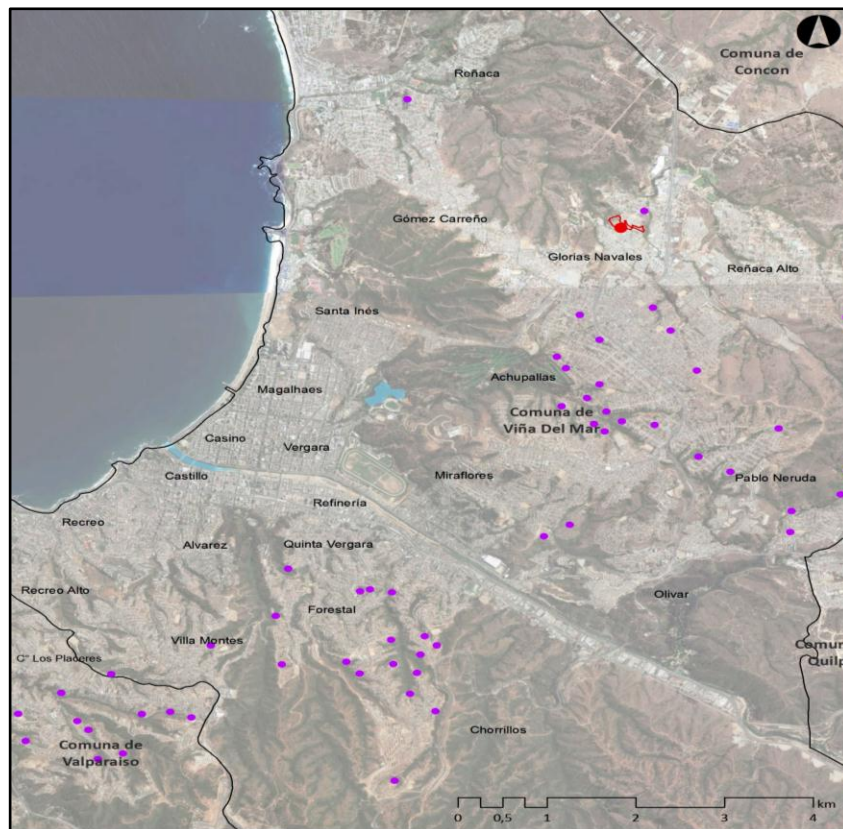 Comuna de
Concon
Reñaca
Gómez Carreño
Glorias Navales
Reñaca Alto
Santa Inés
Achupallas
Magalhaes
Comuna de
Viña Del Mar
Casino
Vergara
Castillo
Miraflores
Pablo Neruda
Refinería
Recreo
Alvarez
Quinta Vergara
Recreo Alto
Forestal
Olivar
Villa Montes
Comun
Quilp
C° Los Placeres
Chorrillos
Comuna de
Valparaiso
km
0 0,5 1 2 3 4